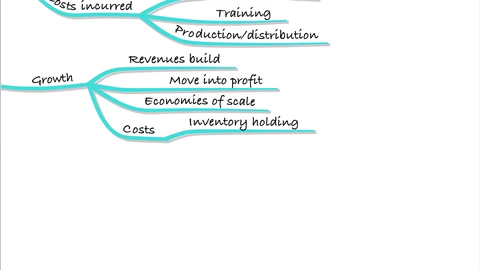 Costs incurred
Training
Production/distribution
Growth
Revenues build
Move into profit
Economies of scale
Costs
Inventory holding